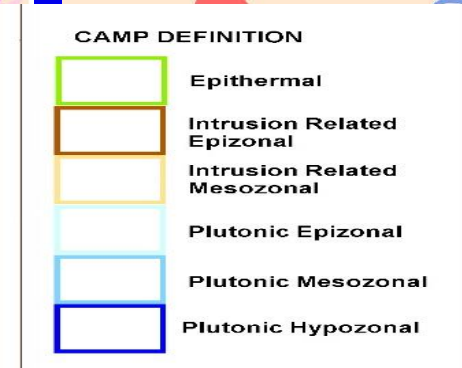 CAMP DEFINITION
Epithermal
Intrusion Related
Epizonal
Intrusion Related
Mesozonal
Plutonic Epizonal
Plutonic Mesozonal
Plutonic Hypozonal